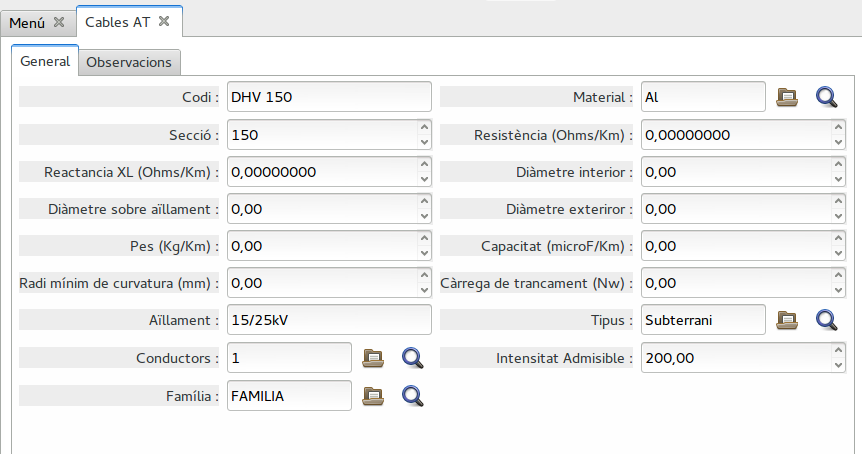 Menú Cables AT
General Observacions
Codi : DHV 150 Material : Al
Secció : 150 Resistència (Ohms/Km) : 0,00000000
Reactancia XL (Ohms/Km) : 0,00000000 Diàmetre interior : 0,00
Diàmetre sobre aïllament : 0,00 Diàmetre exteriror : 0,00
Pes (Kg/Km) : 0,00 Capacitat (microF/Km) : 0,00
Radi mínim de curvatura (mm) : 0,00 Càrrega de trancament (Nw) : 0,00
Aïllament : 15/25kV Tipus : Subterrani
Conductors : 1 Intensitat Admisible : 200,00
Família : FAMILIA